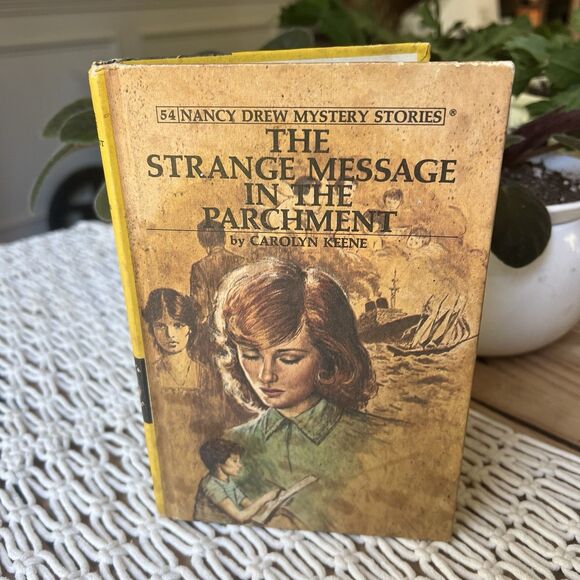 54 NANCY DREW MYSTERY STORIES®
THE
STRANGE MESSAGE
IN THE
PARCHMENT
by CAROLYN KEENE